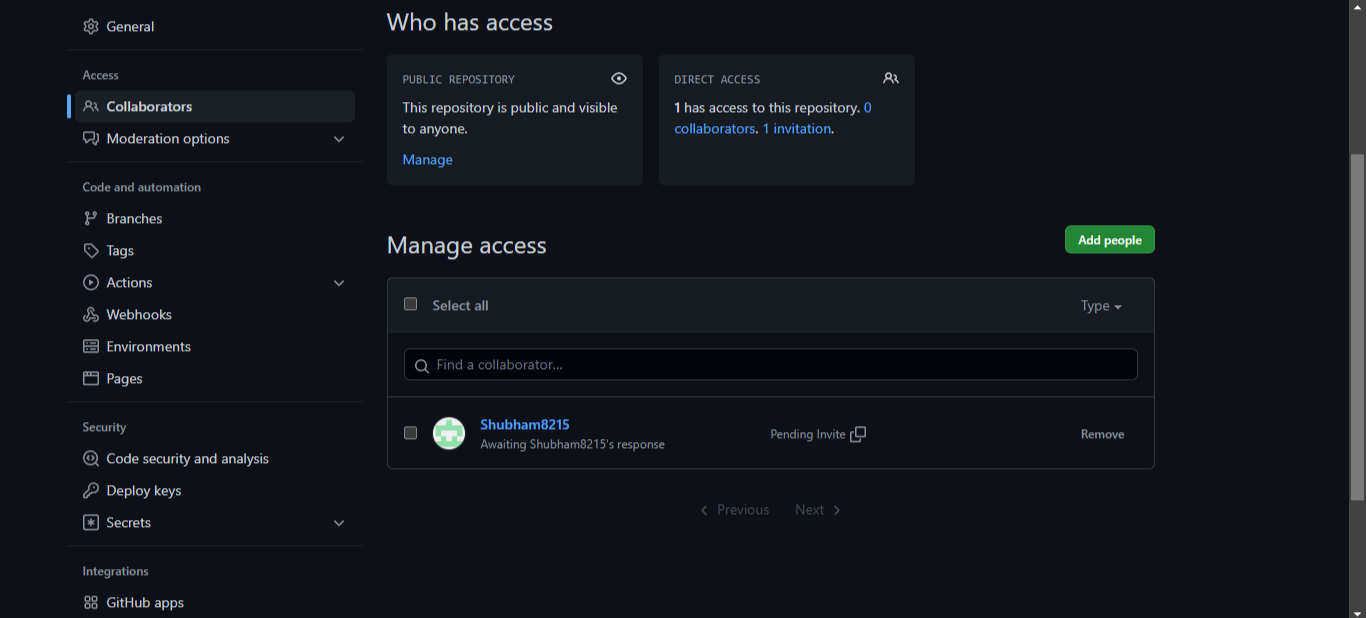 General
Access
Collaborators
Moderation options
Code and automation
Branches
Tags
Actions
Webhooks
Environments
Pages
Security
Code security and analysis
Deploy keys
Secrets
Integrations
GitHub apps
Who has access
PUBLIC REPOSITORY
This repository is public and visible
to anyone.
Manage
DIRECT ACCESS
1 has access to this repository. 0
collaborators. 1 invitation.
Manage access
Add people
Select all
Type
Find a collaborator...
Shubham8215
Awaiting Shubham8215's response
Pending Invite
Remove
Previous
Next